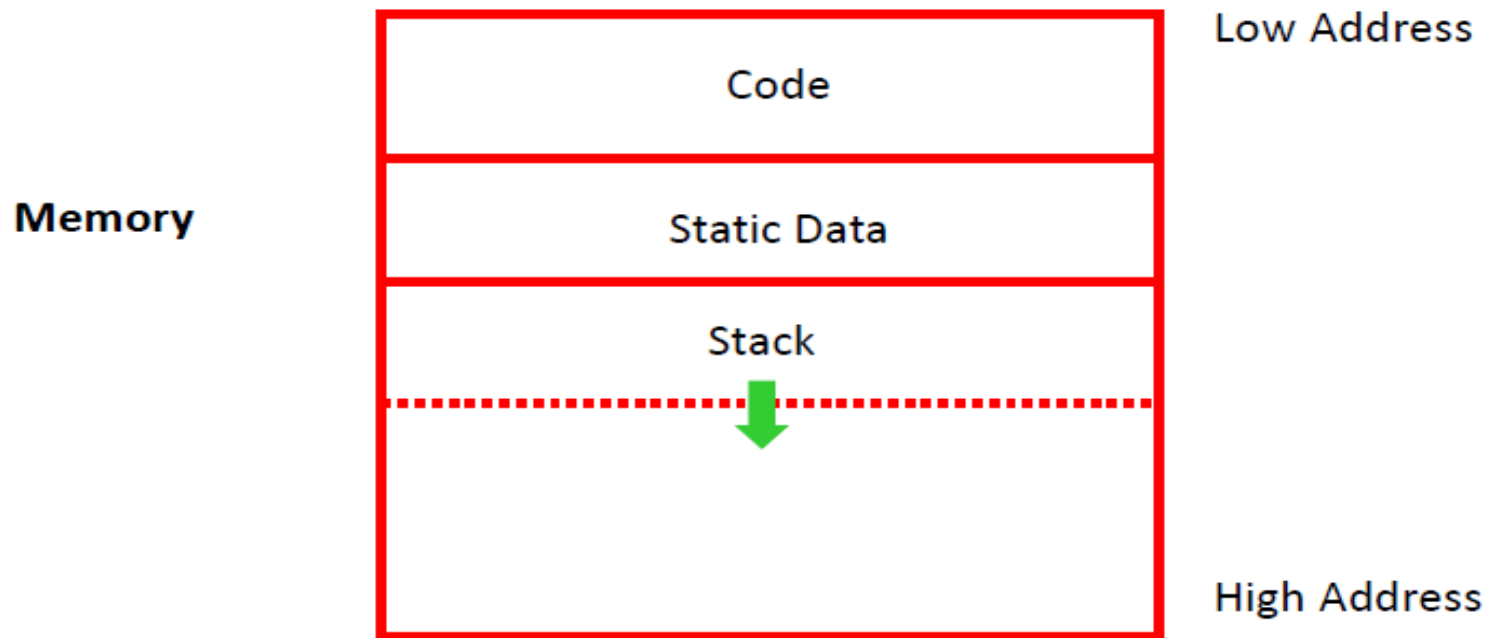 Low Address
Code
Memory
Static Data
Stack
High Address